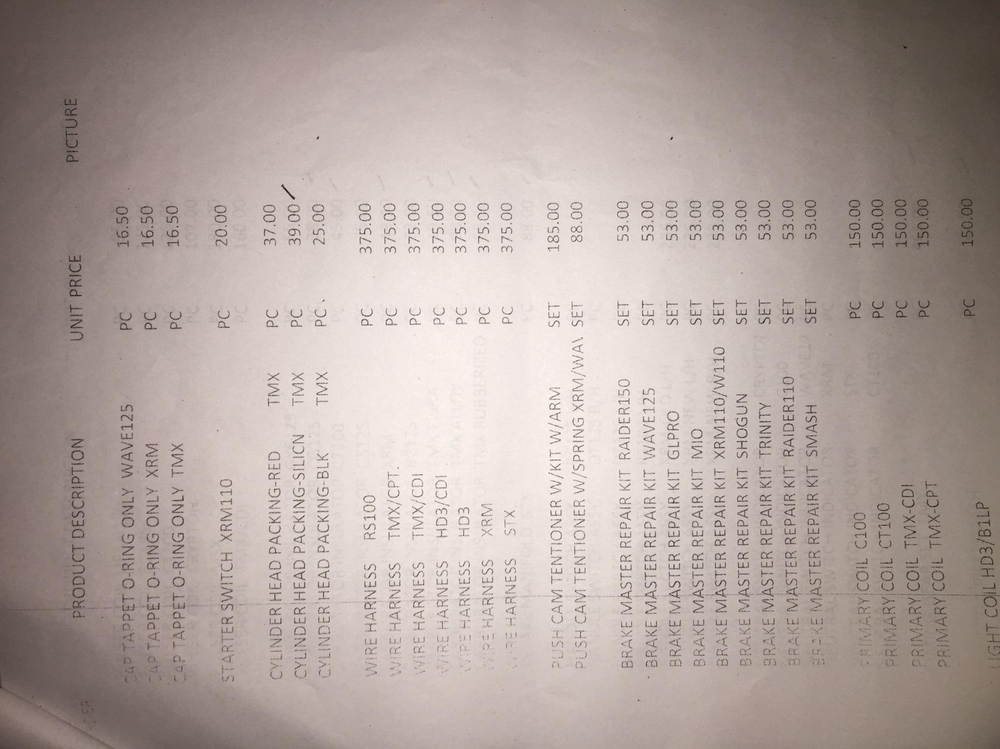 PRODUCT DESCRIPTION UNIT PRICE PICTURE
CAP TAPPET O-RING ONLY WAVE125 PC 16.50
CAP TAPPET O-RING ONLY XRM PC 16.50
CAP TAPPET O-RING ONLY TMX PC 16.50
STARTER SWITCH XRM110 PC 20.00
CYLINDER HEAD PACKING-RED TMX PC 37.00
CYLINDER HEAD PACKING-SILICN TMX PC 39.00 /
CYLINDER HEAD PACKING-BLK TMX PC 25.00
WIRE HARNESS RS100 PC 375.00
WIRE HARNESS TMX/CPT. PC 375.00
WIRE HARNESS TMX/CDI PC 375.00
WIRE HARNESS HD3/CDI PC 375.00
WIRE HARNESS HD3 PC 375.00
WIRE HARNESS XRM PC 375.00
WIRE HARNESS STX PC 375.00
PUSH CAM TENTIONER W/KIT W/ARM SET 185.00
PUSH CAM TENTIONER W/SPRING XRM/WAV SET 88.00
BRAKE MASTER REPAIR KIT RAIDER150 SET 53.00
BRAKE MASTER REPAIR KIT WAVE125 SET 53.00
BRAKE MASTER REPAIR KIT GLPRO SET 53.00
BRAKE MASTER REPAIR KIT MIO SET 53.00
BRAKE MASTER REPAIR KIT XRM110/W110 SET 53.00
BRAKE MASTER REPAIR KIT SHOGUN SET 53.00
BRAKE MASTER REPAIR KIT TRINITY SET 53.00
BRAKE MASTER REPAIR KIT RAIDER110 SET 53.00
BRAKE MASTER REPAIR KIT SMASH SET 53.00
PRIMARY COIL C100 PC 150.00
PRIMARY COIL CT100 PC 150.00
PRIMARY COIL TMX-CDI PC 150.00
PRIMARY COIL TMX-CPT PC 150.00
LIGHT COIL HD3/B1LP PC 150.00